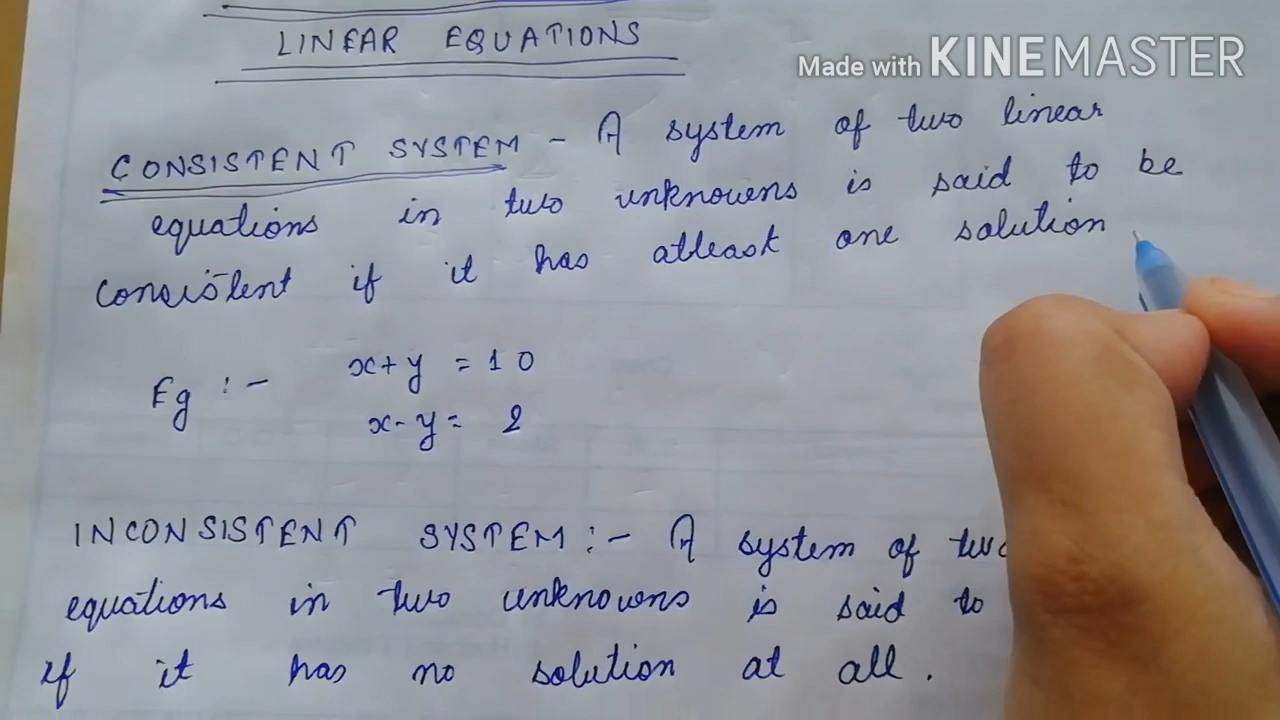 LINEAR EQUATIONS
Made with KINEMASTER
CONSISTENT SYSTEM - A system of two linear
equations in two unknowns is said to be
consistent if it has atleast one solution
Eg :- x+y = 10
x-y = 2
INCONSISTENT SYSTEM :- A system of
equations in two unknowns is said to
if it has no solution at all.